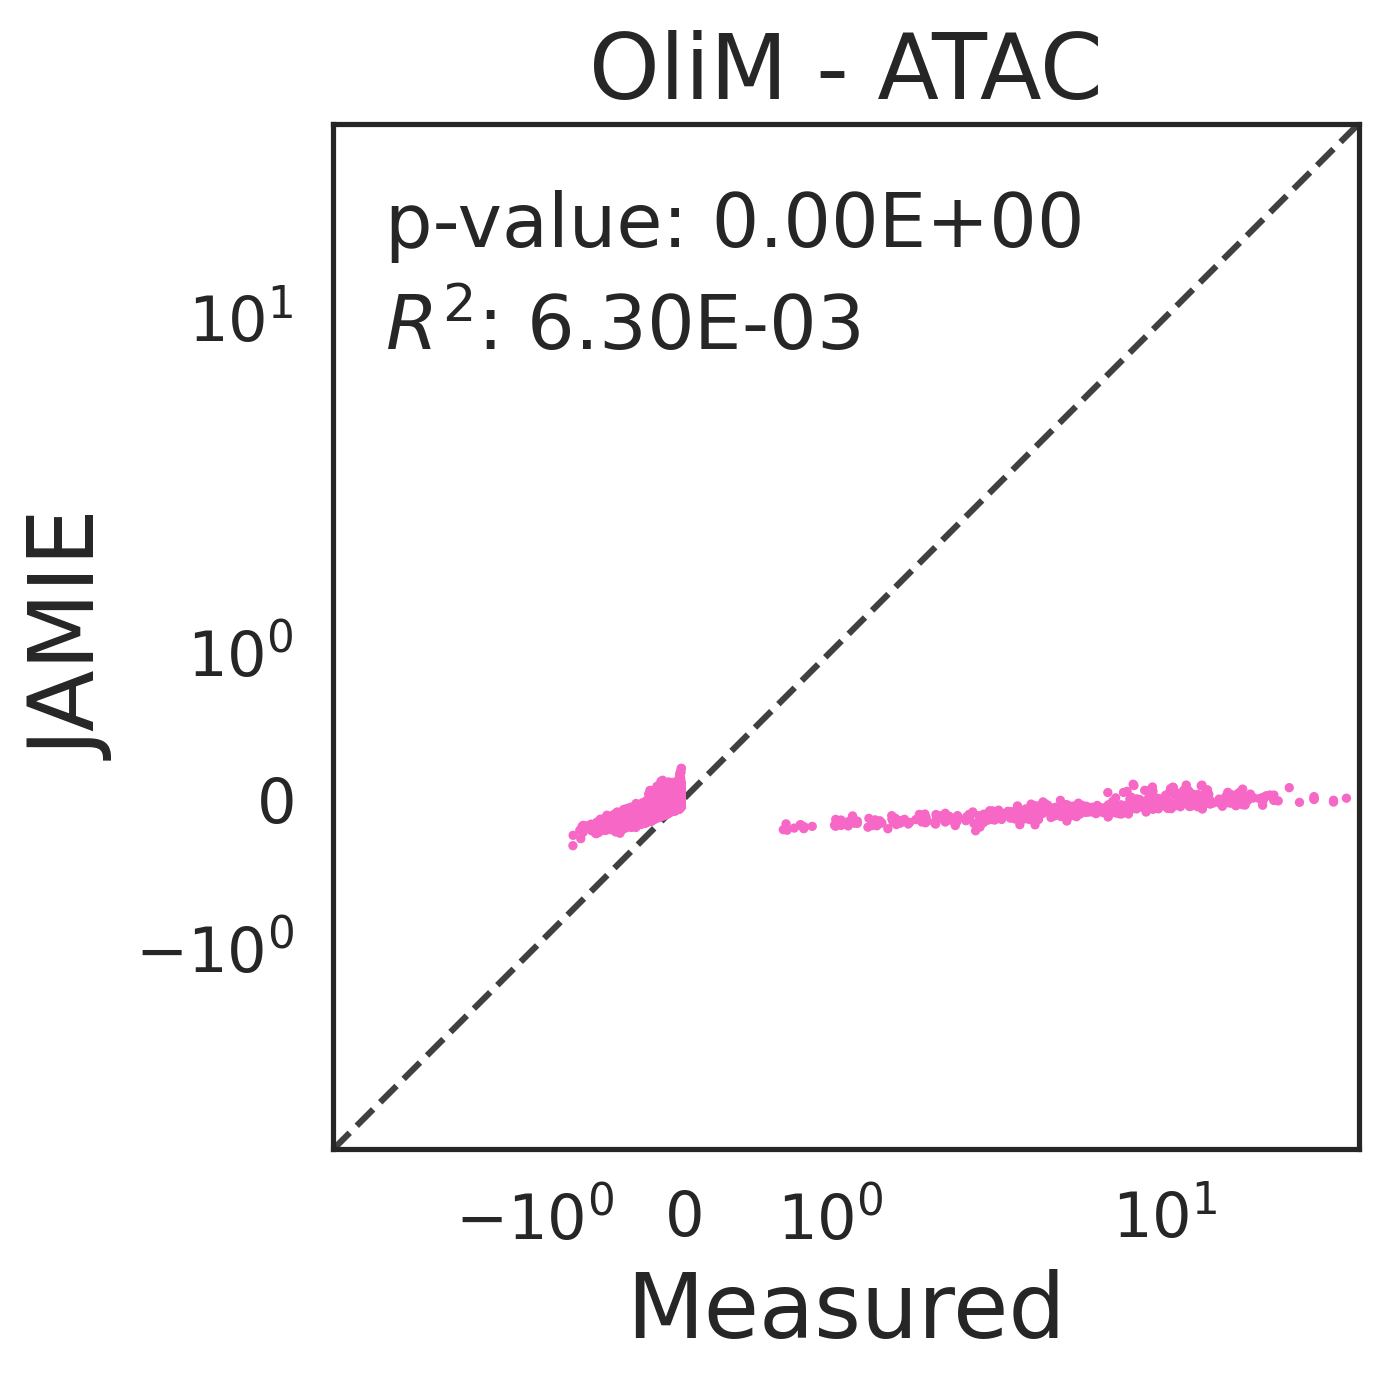 OliM - ATAC
p-value: 0.00E+00
R²: 6.30E-03
10¹
10⁰
0
−10⁰
JAMIE
−10⁰ 0 10⁰ 10¹
Measured